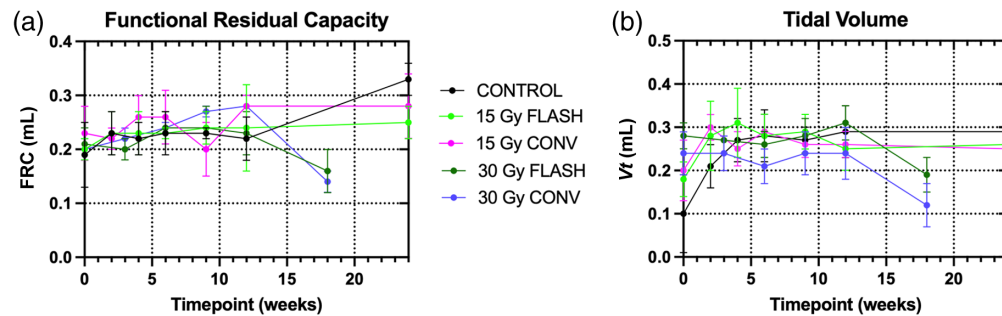 (a)
Functional Residual Capacity
FRC (mL)
0.4
0.3
0.2
0.1
0.0
0
5
10
15
20
Timepoint (weeks)
CONTROL
15 Gy FLASH
15 Gy CONV
30 Gy FLASH
30 Gy CONV
(b)
Tidal Volume
Vt (mL)
0.5
0.4
0.3
0.2
0.1
0.0
0
5
10
15
20
Timepoint (weeks)